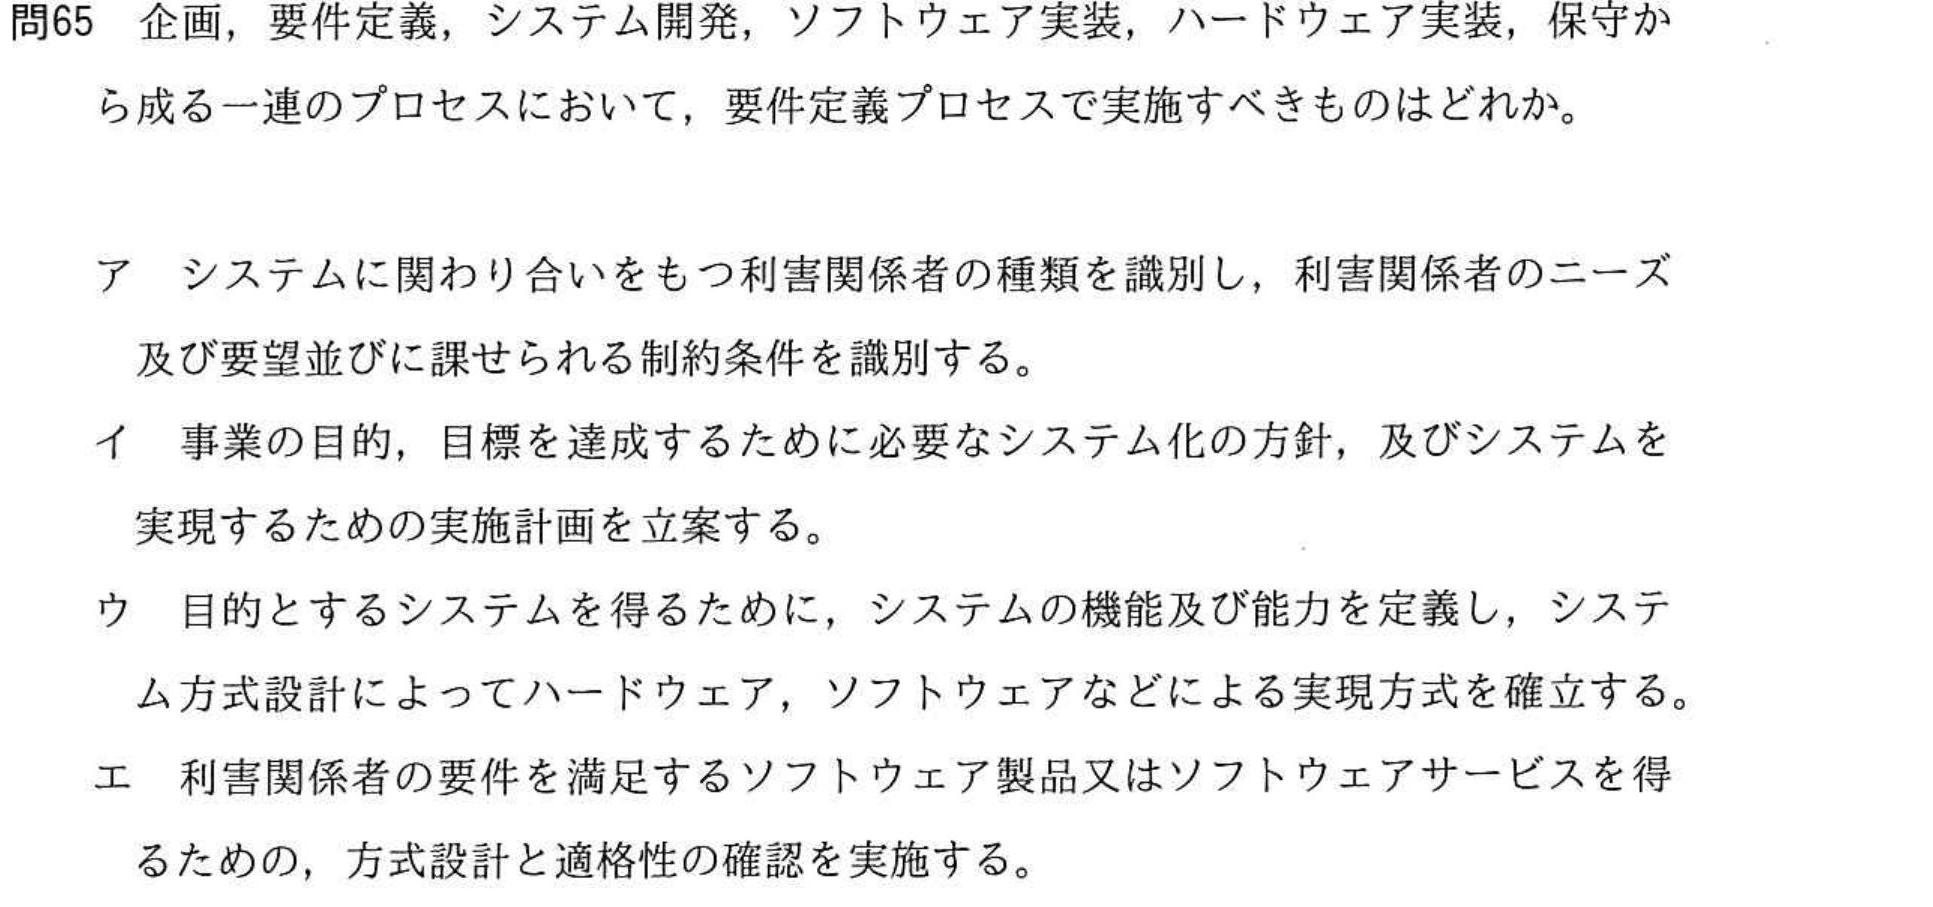 問65 企画，要件定義，システム開発，ソフトウェア実装，ハードウェア実装，保守か
ら成る一連のプロセスにおいて，要件定義プロセスで実施すべきものはどれか。
ア システムに関わり合いをもつ利害関係者の種類を識別し，利害関係者のニーズ
及び要望並びに課せられる制約条件を識別する。
イ 事業の目的，目標を達成するために必要なシステム化の方針，及びシステムを
実現するための実施計画を立案する。
ウ 目的とするシステムを得るために，システムの機能及び能力を定義し，システ
ム方式設計によってハードウェア，ソフトウェアなどによる実現方式を確立する。
エ 利害関係者の要件を満足するソフトウェア製品又はソフトウェアサービスを得
るための，方式設計と適格性の確認を実施する。